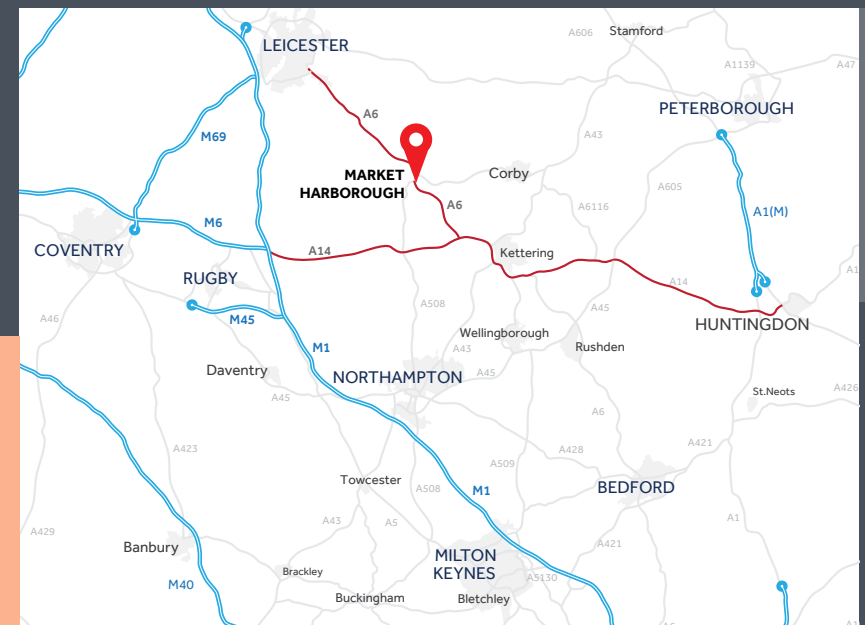 A606
Stamford
LEICESTER
A1139
A47
PETERBOROUGH
A6
M69
A43
MARKET
HARBOROUGH
Corby
A605
A6
A6116
A1(M)
M6
COVENTRY
A14
Kettering
A1
RUGBY
A14
A508
A45
M45
HUNTINGDON
A46
Wellingborough
M1
A43
Rushden
Daventry
NORTHAMPTON
A45
A45
St.Neots
A426
A6
A423
A428
A421
A509
Towcester
A508
M1
BEDFORD
A43
A5
A1
A429
Banbury
A421
MILTON
KEYNES
Brackley
A5130
M40
Buckingham
Bletchley
A6
A1